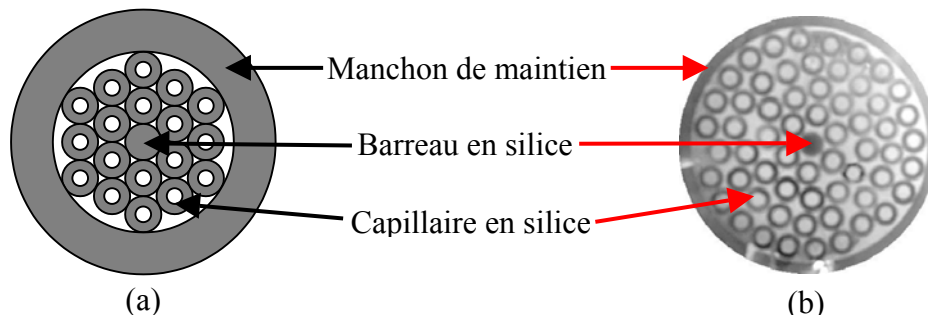 Manchon de maintien
Barreau en silice
Capillaire en silice
(a)
(b)